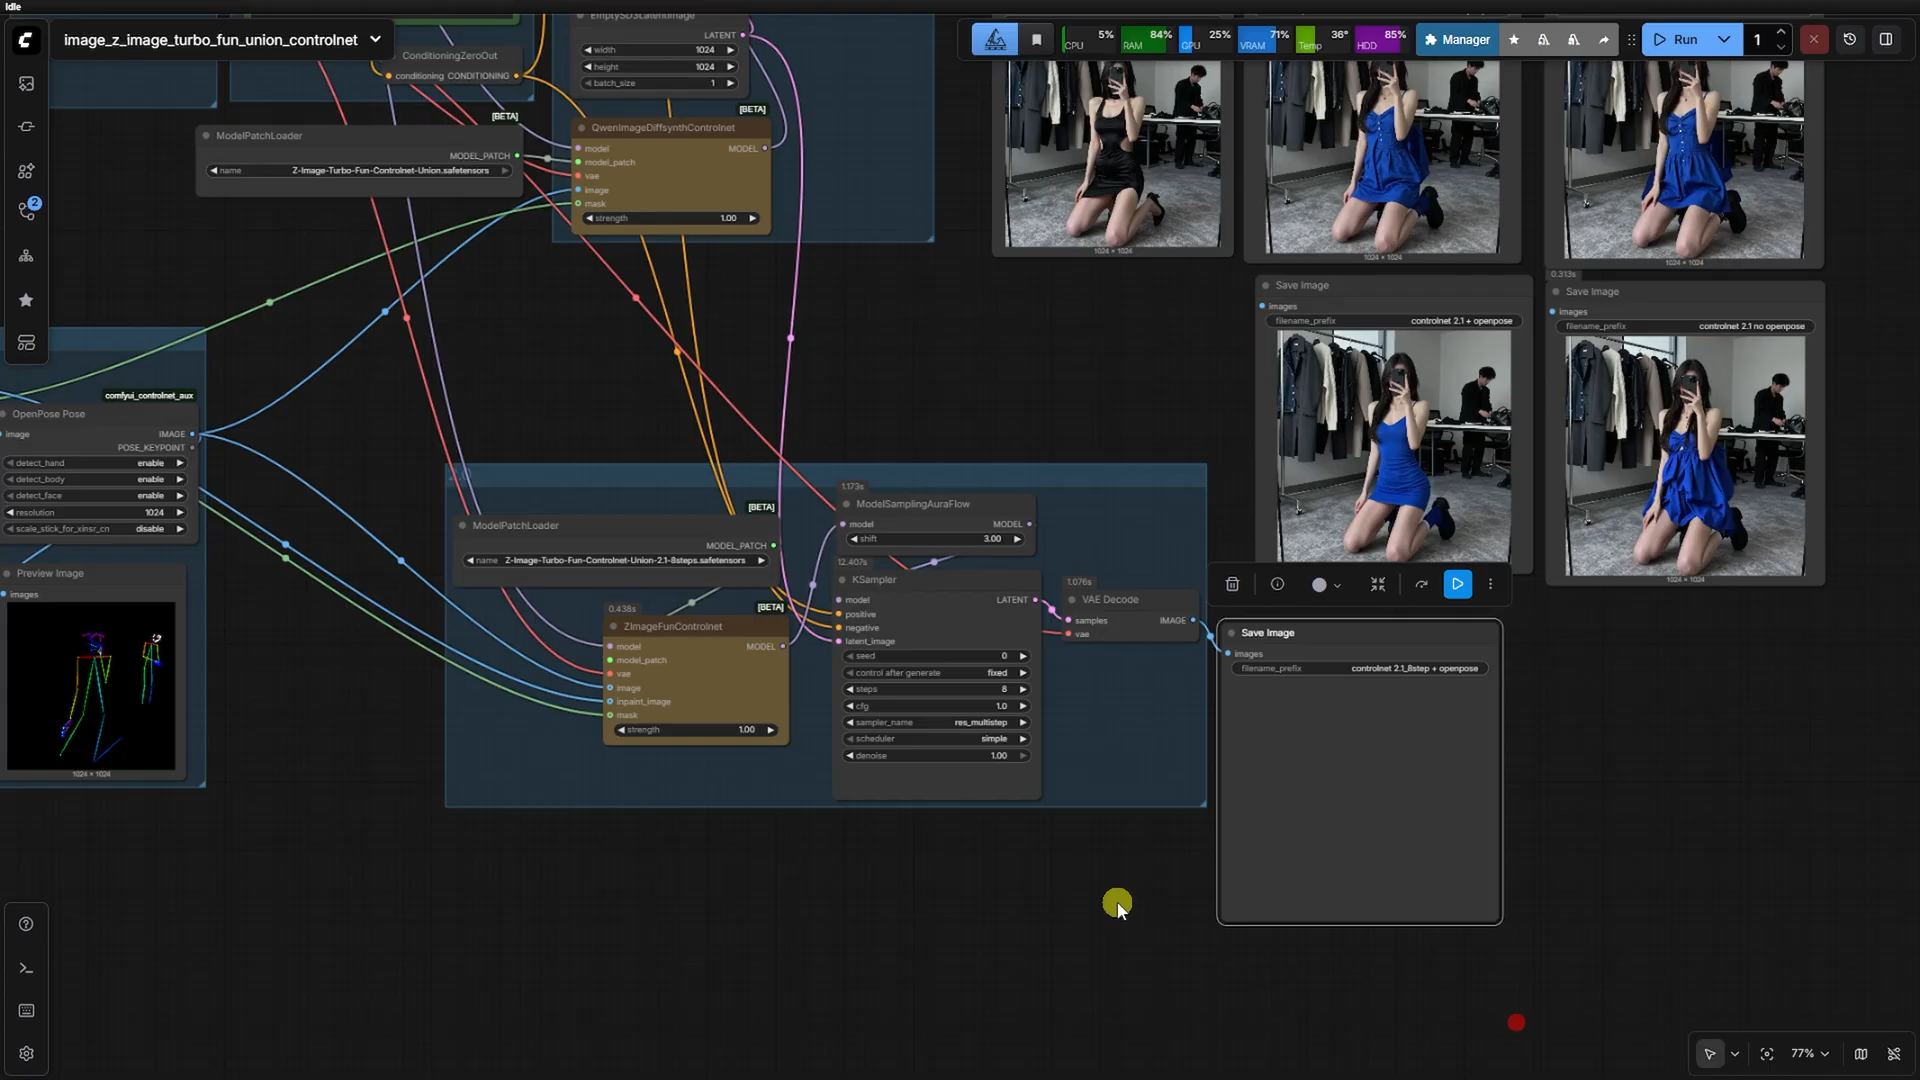 Idle
image_z_image_turbo_fun_union_controlnet
CPU 5%
RAM 84%
GPU 25%
VRAM 71%
Temp 36°
HDD 85%
Manager
Run
1
2
EmptySD3LatentImage
LATENT
width 1024
height 1024
batch_size 1
ConditioningZeroOut
conditioning CONDITIONING
[BETA]
ModelPatchLoader
MODEL_PATCH
name Z-Image-Turbo-Fun-Controlnet-Union.safetensors
[BETA]
QwenImageDiffsynthControlnet
model MODEL
model_patch
vae
image
mask
strength 1.00
1024 × 1024
1024 × 1024
1024 × 1024
Save Image
images
filename_prefix controlnet 2.1 + openpose
0.313s
Save Image
images
filename_prefix controlnet 2.1 no openpose
1024 × 1024
comfyui_controlnet_aux
OpenPose Pose
image IMAGE
POSE_KEYPOINT
detect_hand enable
detect_body enable
detect_face enable
resolution 1024
scale_stick_for_xinsr_cn disable
Preview Image
images
1024 × 1024
[BETA]
ModelPatchLoader
MODEL_PATCH
name Z-Image-Turbo-Fun-Controlnet-Union-2.1-8steps.safetensors
0.438s
[BETA]
ZImageFunControlnet
model MODEL
model_patch
vae
image
inpaint_image
mask
strength 1.00
1.173s
ModelSamplingAuraFlow
model MODEL
shift 3.00
12.407s
KSampler
model LATENT
positive
negative
latent_image
seed 0
control after generate fixed
steps 8
cfg 1.0
sampler_name res_multistep
scheduler simple
denoise 1.00
1.076s
VAE Decode
samples IMAGE
vae
Save Image
images
filename_prefix controlnet 2.1_8step + openpose
77%